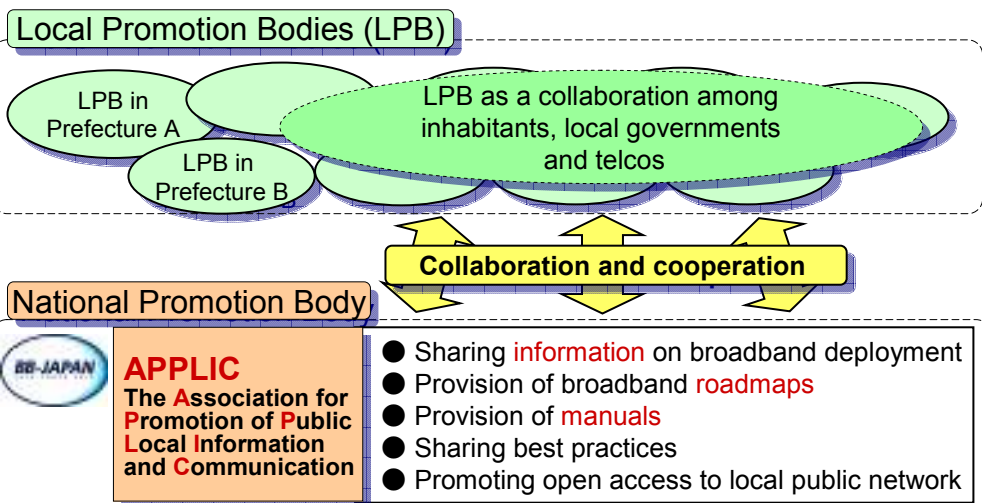 Local Promotion Bodies (LPB)
LPB in
Prefecture A
LPB in
Prefecture B
LPB as a collaboration among
inhabitants, local governments
and telcos
Collaboration and cooperation
National Promotion Body
BB-JAPAN
APPLIC
The Association for
Promotion of Public
Local Information
and Communication
● Sharing information on broadband deployment
● Provision of broadband roadmaps
● Provision of manuals
● Sharing best practices
● Promoting open access to local public network